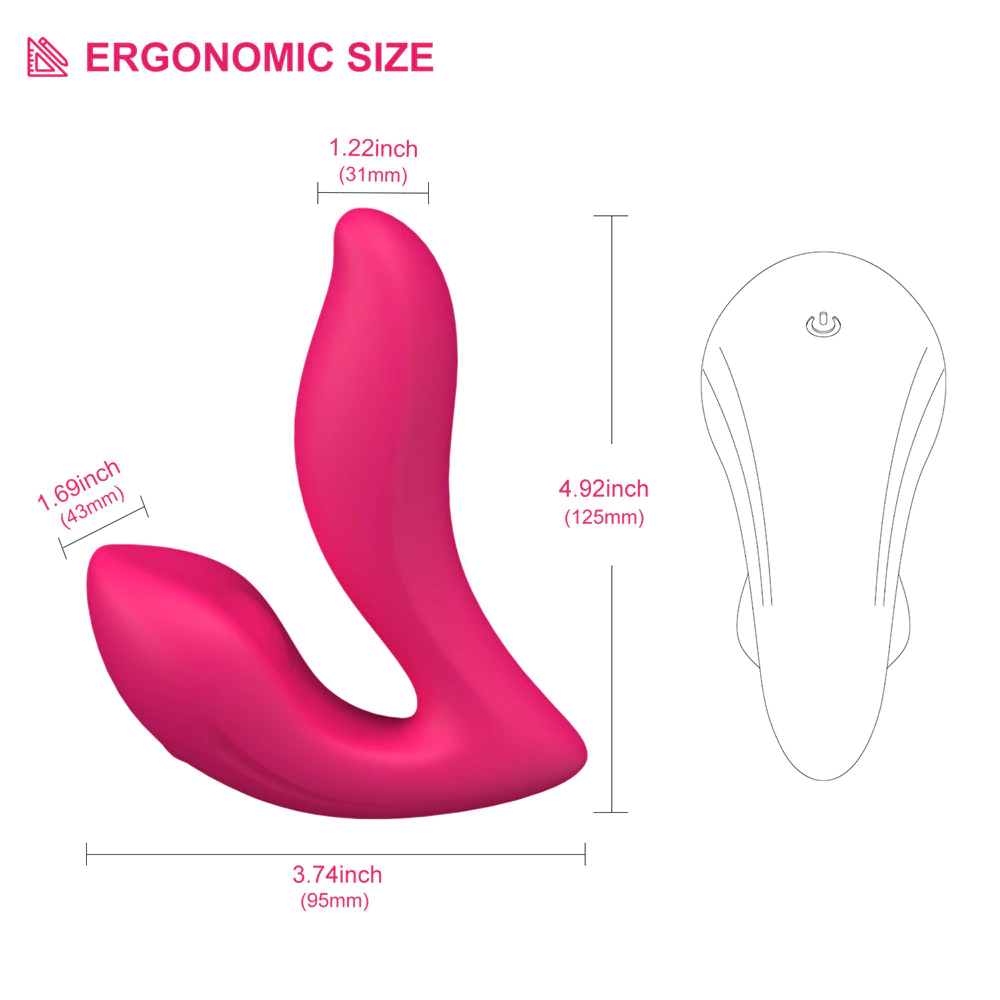 ERGONOMIC SIZE
1.22inch
(31mm)
1.69inch
(43mm)
4.92inch
(125mm)
3.74inch
(95mm)